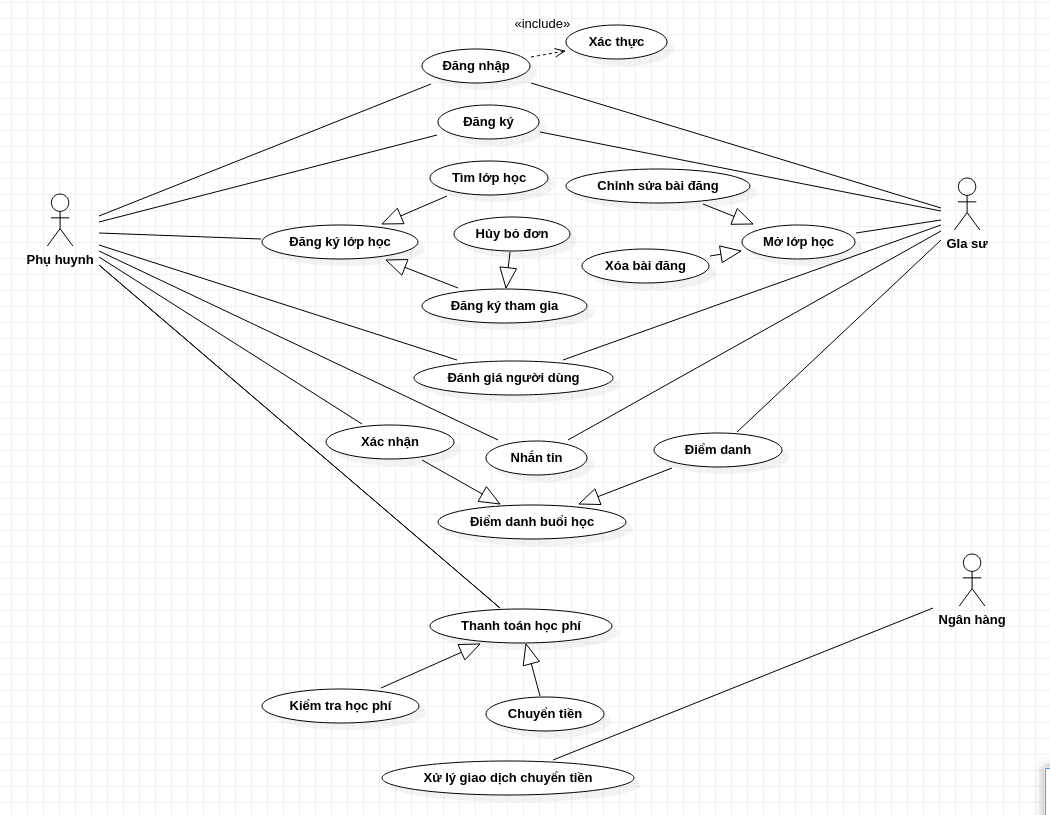 «include»
Xác thực
Đăng nhập
Đăng ký
Tìm lớp học
Chỉnh sửa bài đăng
Đăng ký lớp học
Hủy bỏ đơn
Mở lớp học
Gia sư
Phụ huynh
Xóa bài đăng
Đăng ký tham gia
Đánh giá người dùng
Xác nhận
Nhắn tin
Điểm danh
Điểm danh buổi học
Thanh toán học phí
Ngân hàng
Kiểm tra học phí
Chuyển tiền
Xử lý giao dịch chuyển tiền